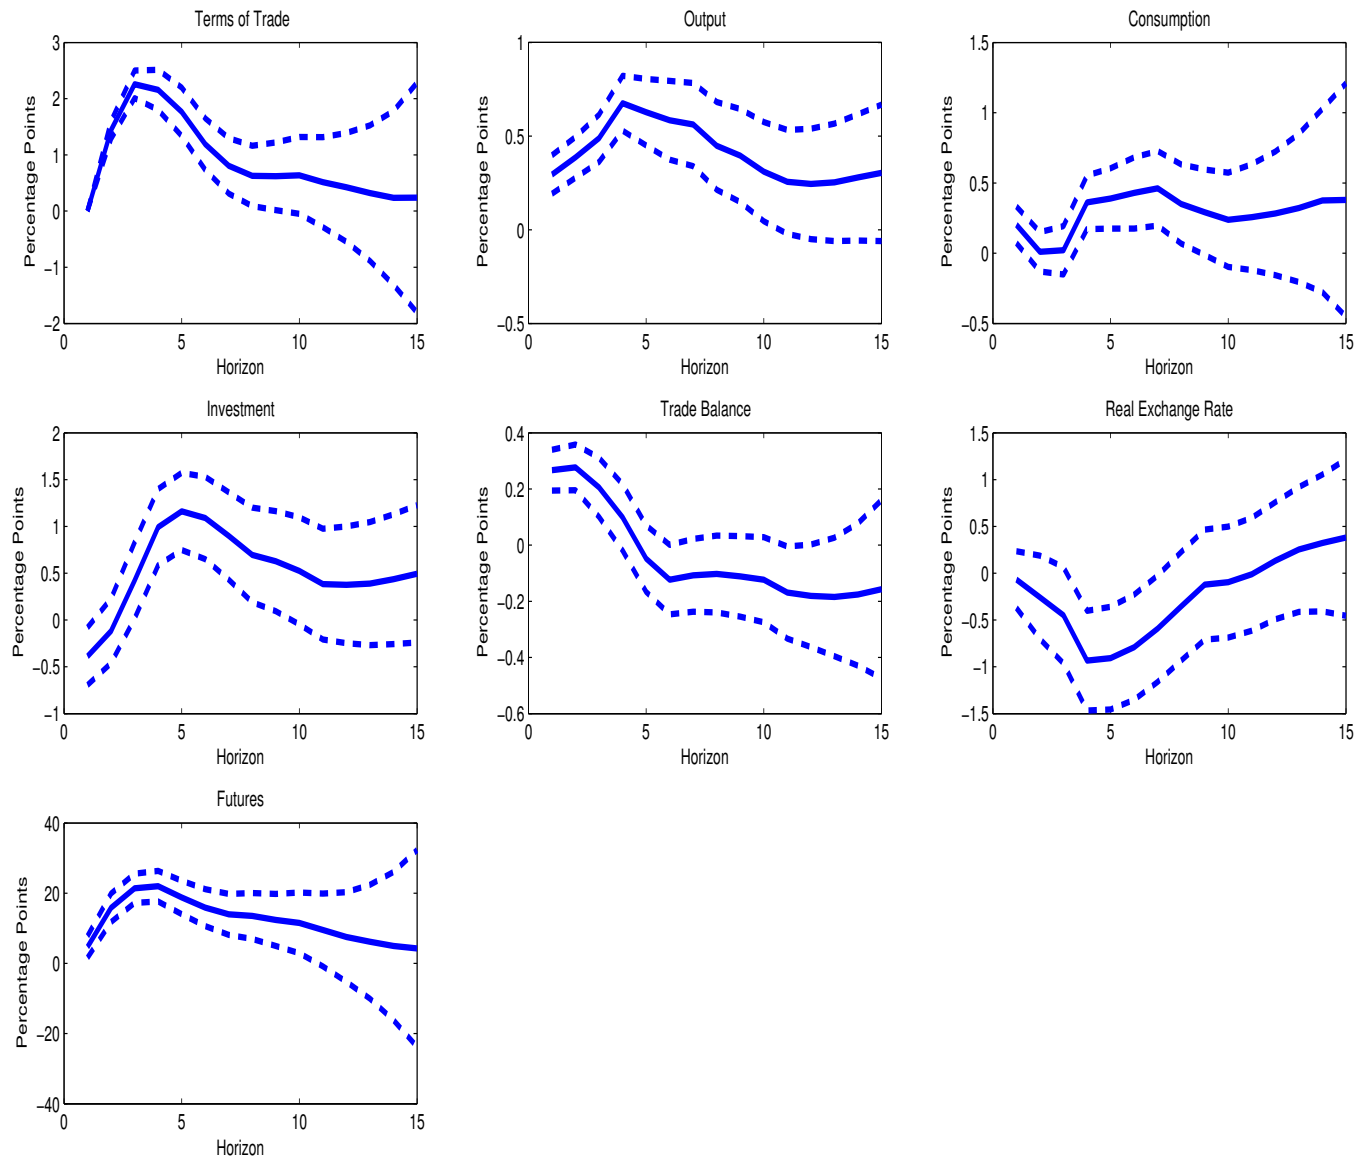 Terms of Trade
Percentage Points
3
2
1
0
−1
−2
0 5 10 15
Horizon
Output
Percentage Points
1
0.5
0
−0.5
0 5 10 15
Horizon
Consumption
Percentage Points
1.5
1
0.5
0
−0.5
0 5 10 15
Horizon
Investment
Percentage Points
2
1.5
1
0.5
0
−0.5
−1
0 5 10 15
Horizon
Trade Balance
Percentage Points
0.4
0.2
0
−0.2
−0.4
−0.6
0 5 10 15
Horizon
Real Exchange Rate
Percentage Points
1.5
1
0.5
0
−0.5
−1
−1.5
0 5 10 15
Horizon
Futures
Percentage Points
40
20
0
−20
−40
0 5 10 15
Horizon